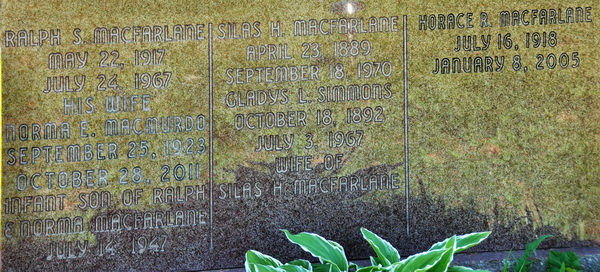 RALPH S. MACFARLANE
MAY 22, 1917
JULY 24, 1967
HIS WIFE
NORMA E. MACMURDO
SEPTEMBER 25, 1923
OCTOBER 28, 2011
INFANT SON OF RALPH
& NORMA MACFARLANE
JULY 14, 1947
SILAS H. MACFARLANE
APRIL 23, 1889
SEPTEMBER 18, 1970
GLADYS L. SIMMONS
OCTOBER 18, 1892
JULY 3, 1967
WIFE OF
SILAS H. MACFARLANE
HORACE R. MACFARLANE
JULY 16, 1918
JANUARY 8, 2005